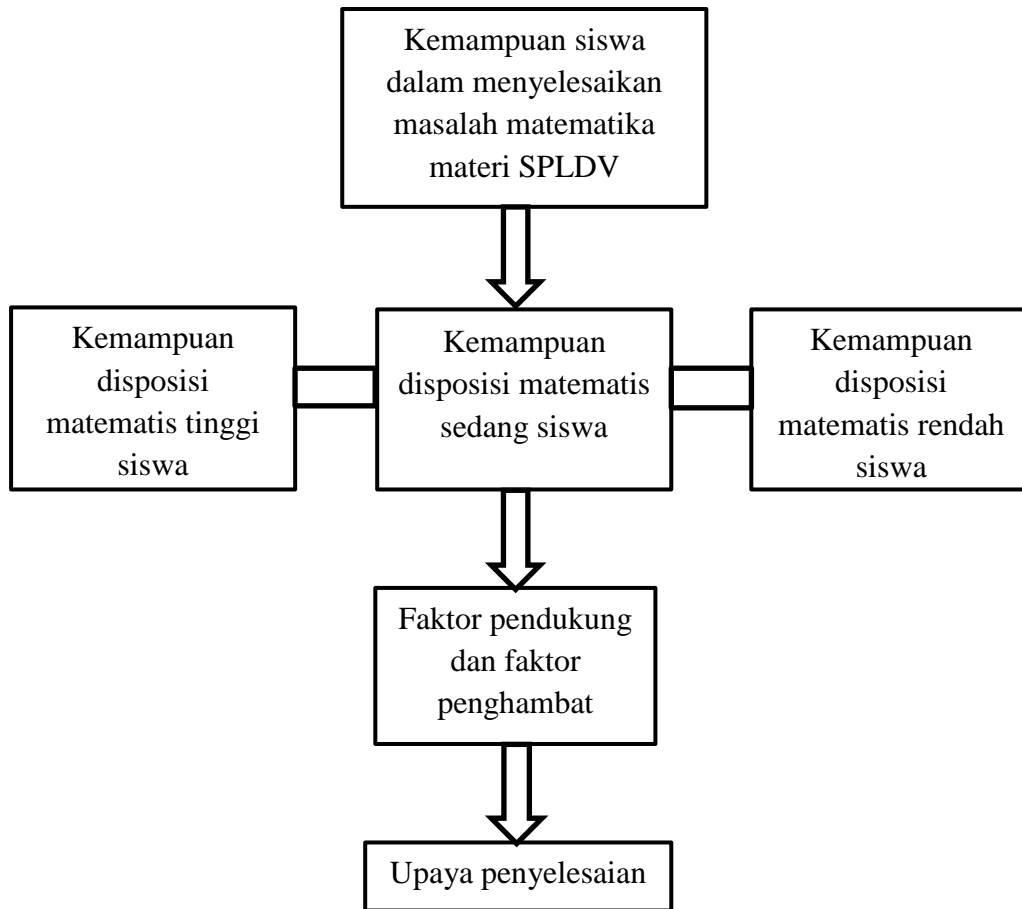 Kemampuan siswa
dalam menyelesaikan
masalah matematika
materi SPLDV
Kemampuan
disposisi
matematis tinggi
siswa
Kemampuan
disposisi matematis
sedang siswa
Kemampuan
disposisi
matematis rendah
siswa
Faktor pendukung
dan faktor
penghambat
Upaya penyelesaian